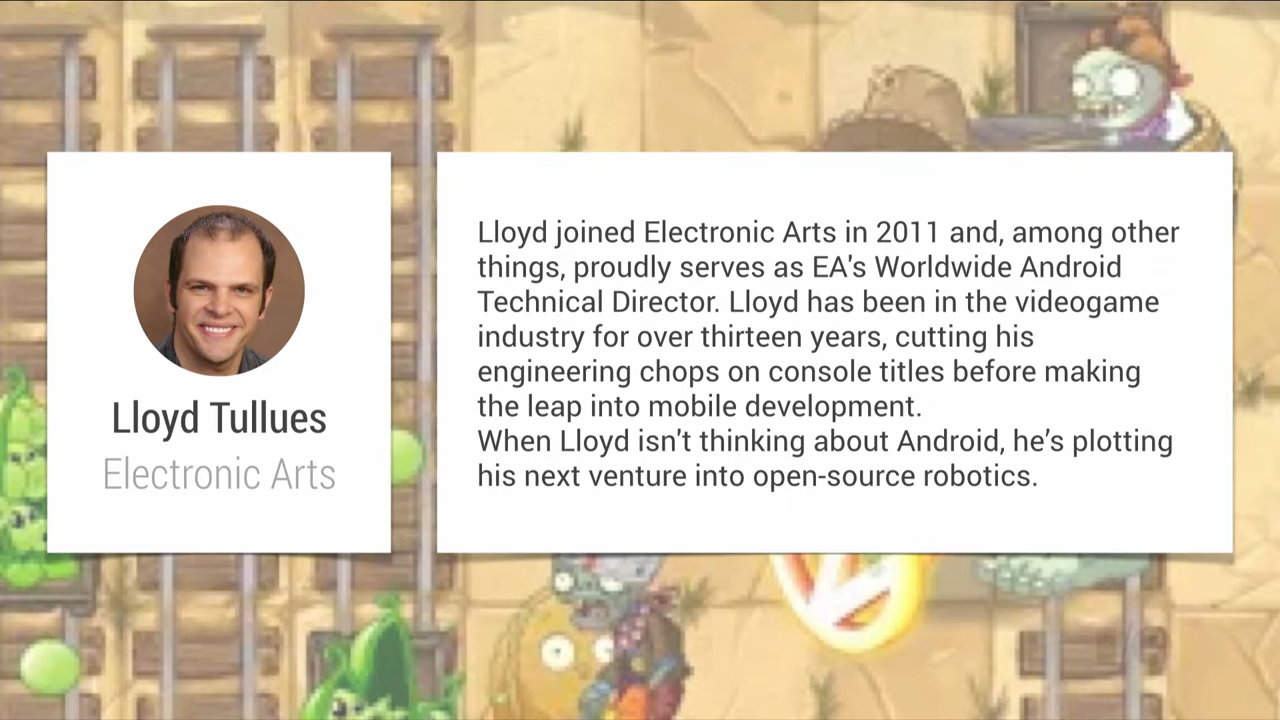 Lloyd Tullues
Electronic Arts
Lloyd joined Electronic Arts in 2011 and, among other
things, proudly serves as EA's Worldwide Android
Technical Director. Lloyd has been in the videogame
industry for over thirteen years, cutting his
engineering chops on console titles before making
the leap into mobile development.
When Lloyd isn't thinking about Android, he’s plotting
his next venture into open-source robotics.